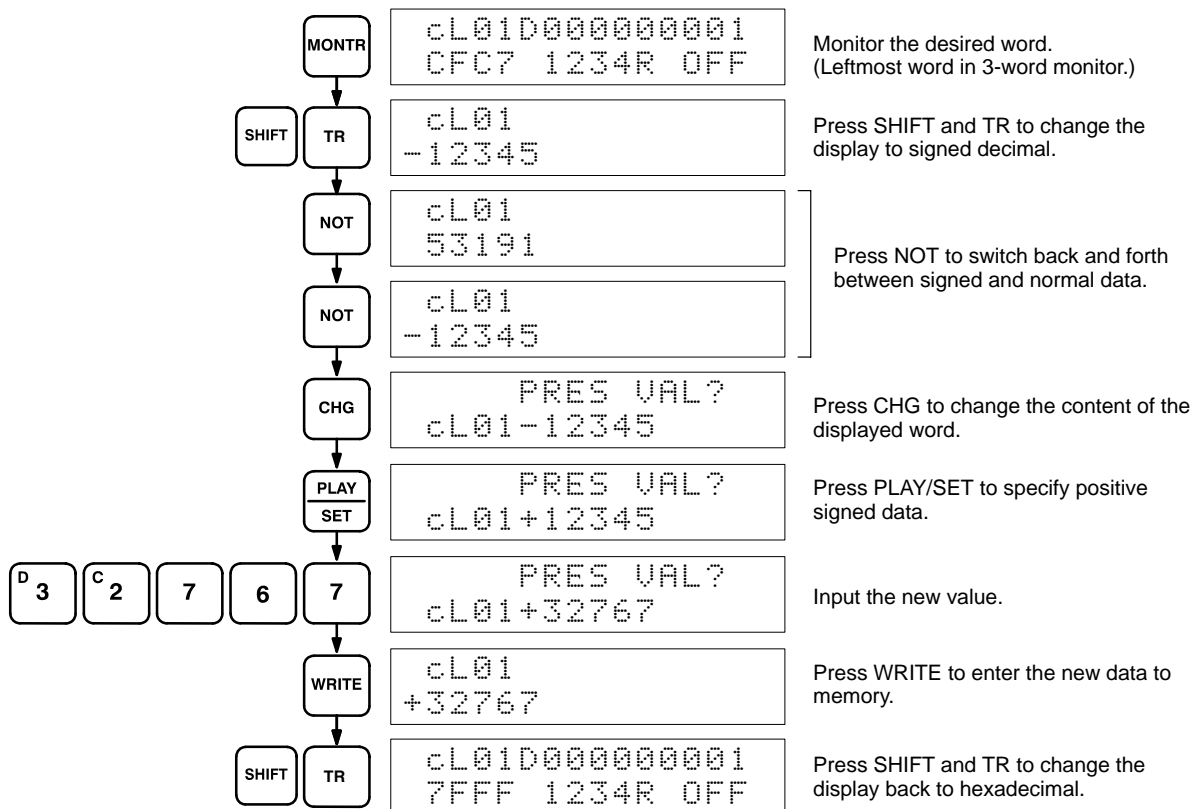 MONTR
cL01D000000001
CFC7 1234R OFF
Monitor the desired word.
(Leftmost word in 3-word monitor.)
SHIFT TR
cL01
-12345
Press SHIFT and TR to change the
display to signed decimal.
NOT
cL01
53191
NOT
cL01
-12345
Press NOT to switch back and forth
between signed and normal data.
CHG
PRES VAL?
cL01-12345
Press CHG to change the content of the
displayed word.
PLAY
SET
PRES VAL?
cL01+12345
Press PLAY/SET to specify positive
signed data.
D 3 C 2 7 6 7
PRES VAL?
cL01+32767
Input the new value.
WRITE
cL01
+32767
Press WRITE to enter the new data to
memory.
SHIFT TR
cL01D000000001
7FFF 1234R OFF
Press SHIFT and TR to change the
display back to hexadecimal.